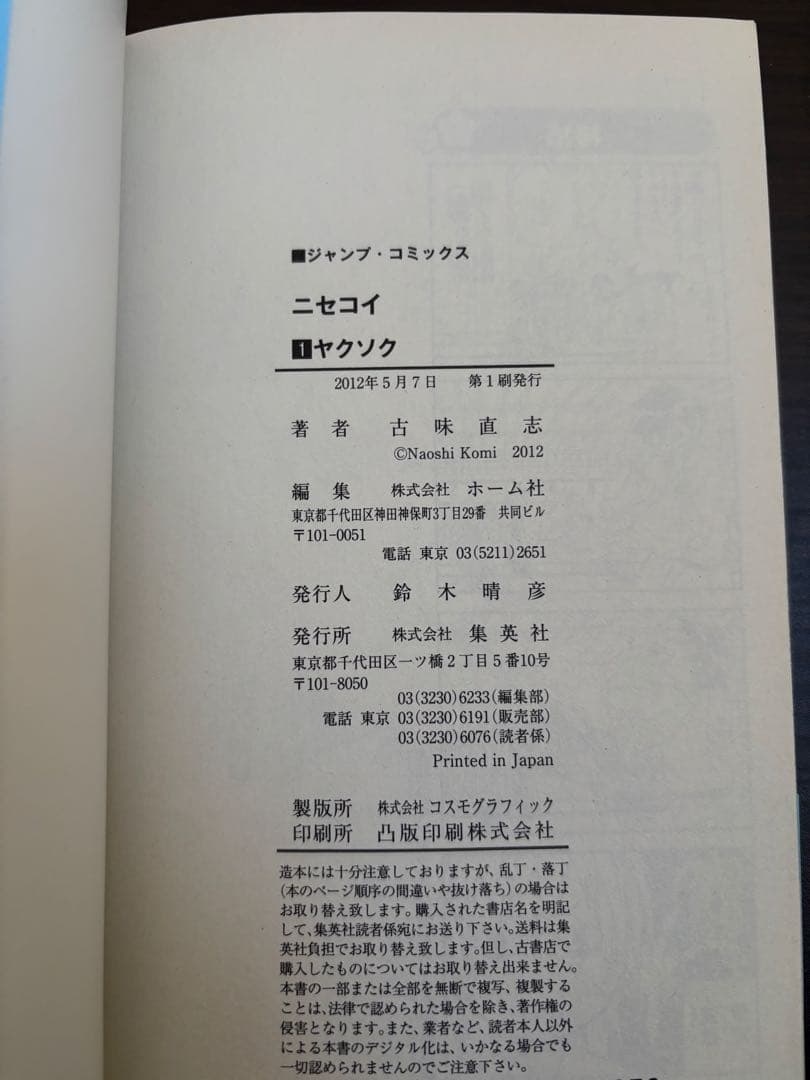 ■ジャンプ・コミックス
ニセコイ
1ヤクソク
2012年5月7日 第1刷発行
著者 古味直志
©Naoshi Komi 2012
編集 株式会社 ホーム社
東京都千代田区神田神保町3丁目29番 共同ビル
〒101-0051
電話 東京 03(5211)2651
発行人 鈴木晴彦
発行所 株式会社 集英社
東京都千代田区一ツ橋2丁目5番10号
〒101-8050
03(3230)6233(編集部)
電話 東京 03(3230)6191(販売部)
03(3230)6076(読者係)
Printed in Japan
製版所 株式会社 コスモグラフィック
印刷所 凸版印刷株式会社
造本には十分注意しておりますが、乱丁・落丁
(本のページ順序の間違いや抜け落ち)の場合は
お取り替え致します。購入された書店名を明記
して、集英社読者係宛にお送り下さい。送料は集
英社負担でお取り替え致します。但し、古書店で
購入したものについてはお取り替え出来ません。
本書の一部または全部を無断で複写、複製する
ことは、法律で認められた場合を除き、著作権の
侵害となります。また、業者など、読者本人以外
による本書のデジタル化は、いかなる場合でも
一切認められませんのでご注意下さい。